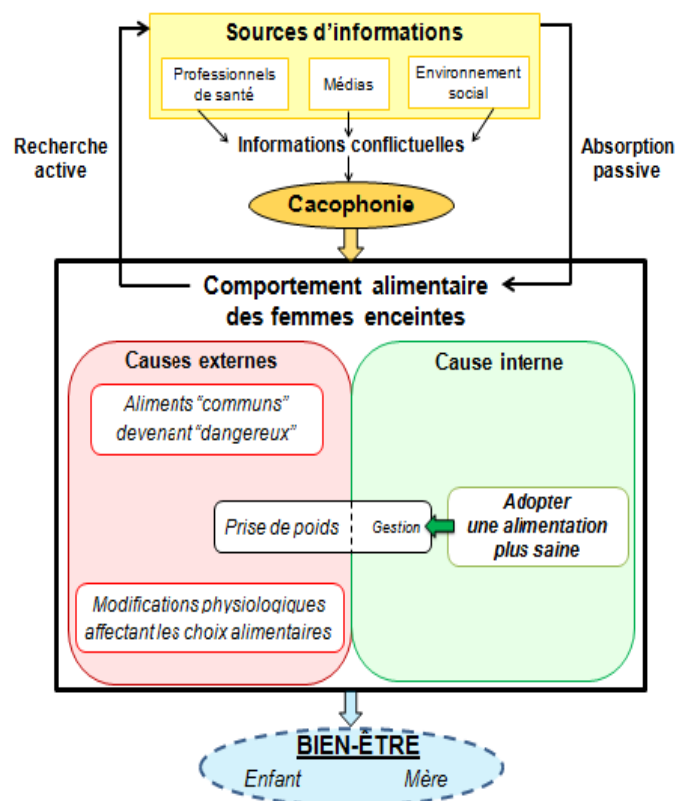 Sources d'informations
Professionnels
de santé
Médias
Environnement
social
Recherche
active
Informations conflictuelles
Absorption
passive
Cacophonie
Comportement alimentaire
des femmes enceintes
Causes externes
Cause interne
Aliments “communs”
devenant “dangereux”
Prise de poids
Gestion
Adopter
une alimentation
plus saine
Modifications physiologiques
affectant les choix alimentaires
BIEN-ÊTRE
Enfant
Mère